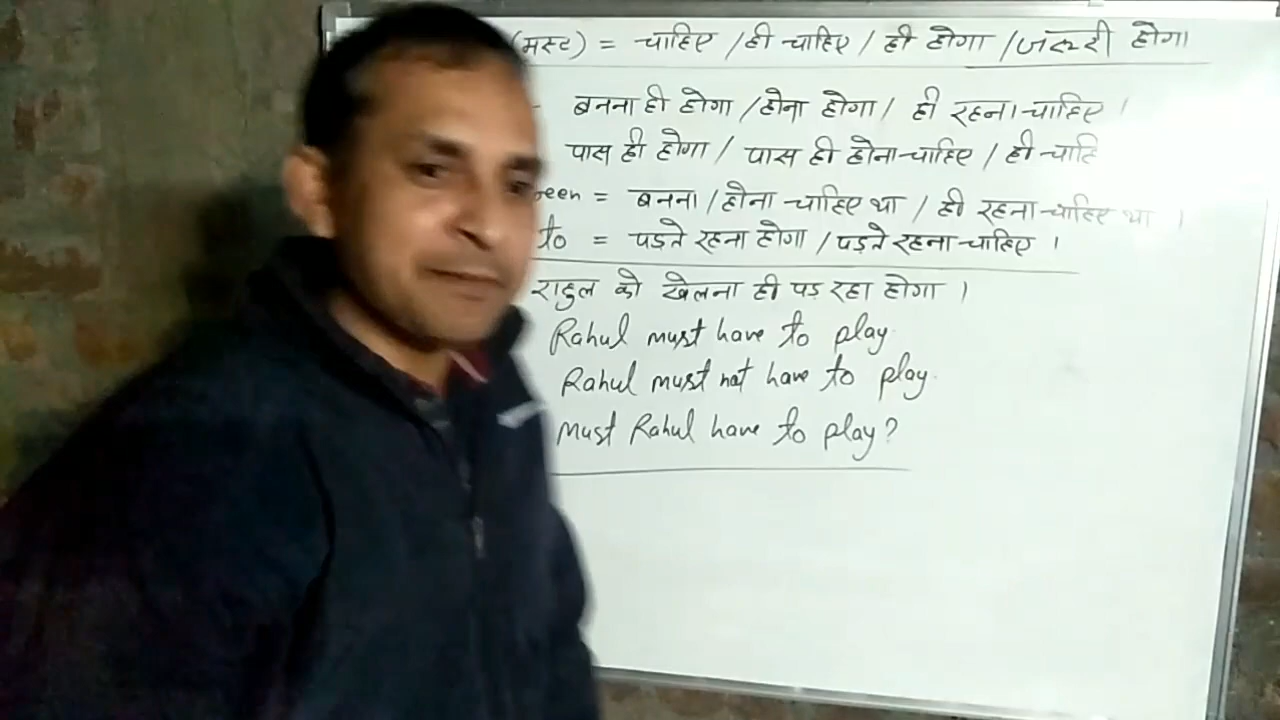 (मस्ट) = चाहिए / ही चाहिए / ही होगा / जरूरी होगा
बनना ही होगा / होना होगा / ही रहना चाहिए ।
पास ही होगा / पास ही होना चाहिए / ही चाहि
been = बनना / होना चाहिए था / ही रहना चाहिए था ।
to = पड़ते रहना होगा / पड़ते रहना चाहिए ।
राहुल को खेलना ही पड़ रहा होगा ।
Rahul must have to play.
Rahul must not have to play.
Must Rahul have to play?